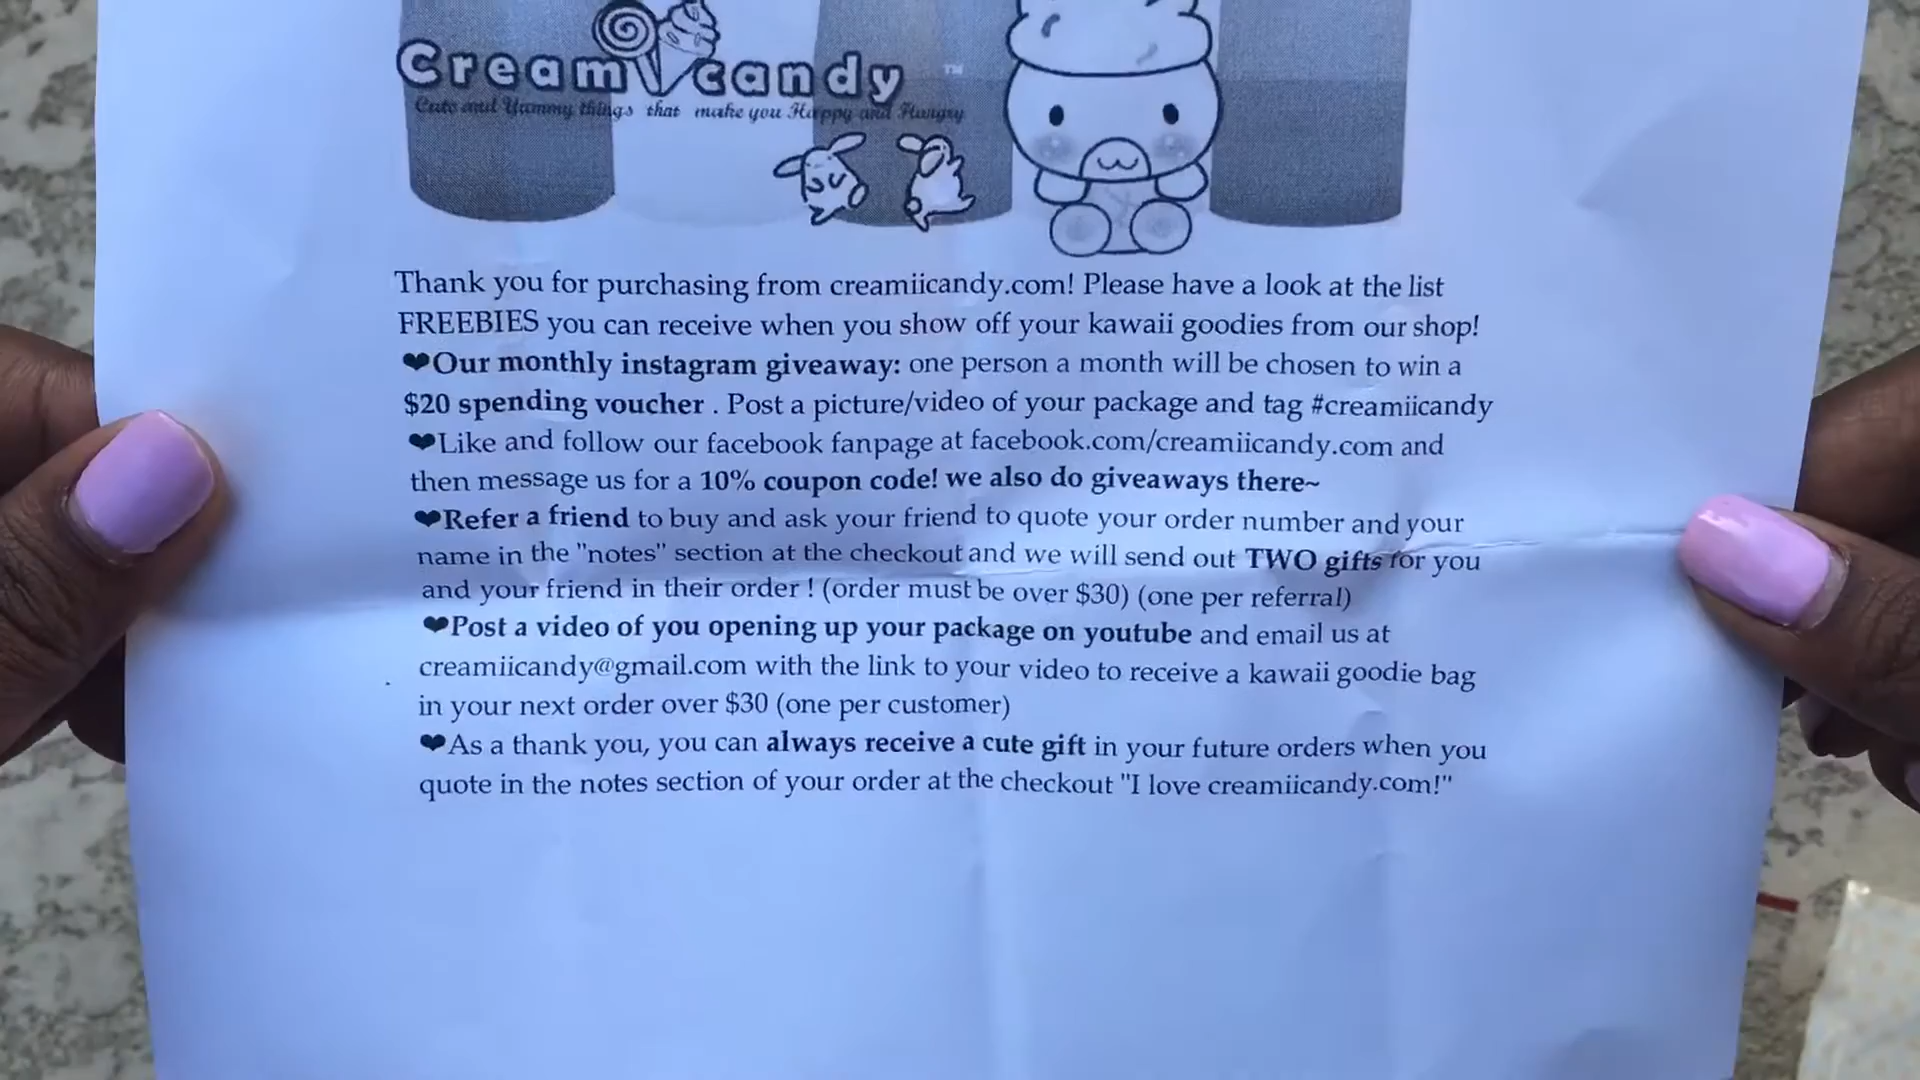 Creamiicandy ™
Cute and Yummy things that make you Happy and Hungry
Thank you for purchasing from creamiicandy.com! Please have a look at the list
FREEBIES you can receive when you show off your kawaii goodies from our shop!
❤Our monthly instagram giveaway: one person a month will be chosen to win a
$20 spending voucher . Post a picture/video of your package and tag #creamiicandy
❤Like and follow our facebook fanpage at facebook.com/creamiicandy.com and
then message us for a 10% coupon code! we also do giveaways there~
❤Refer a friend to buy and ask your friend to quote your order number and your
name in the "notes" section at the checkout and we will send out TWO gifts for you
and your friend in their order ! (order must be over $30) (one per referral)
❤Post a video of you opening up your package on youtube and email us at
creamiicandy@gmail.com with the link to your video to receive a kawaii goodie bag
in your next order over $30 (one per customer)
❤As a thank you, you can always receive a cute gift in your future orders when you
quote in the notes section of your order at the checkout "I love creamiicandy.com!"